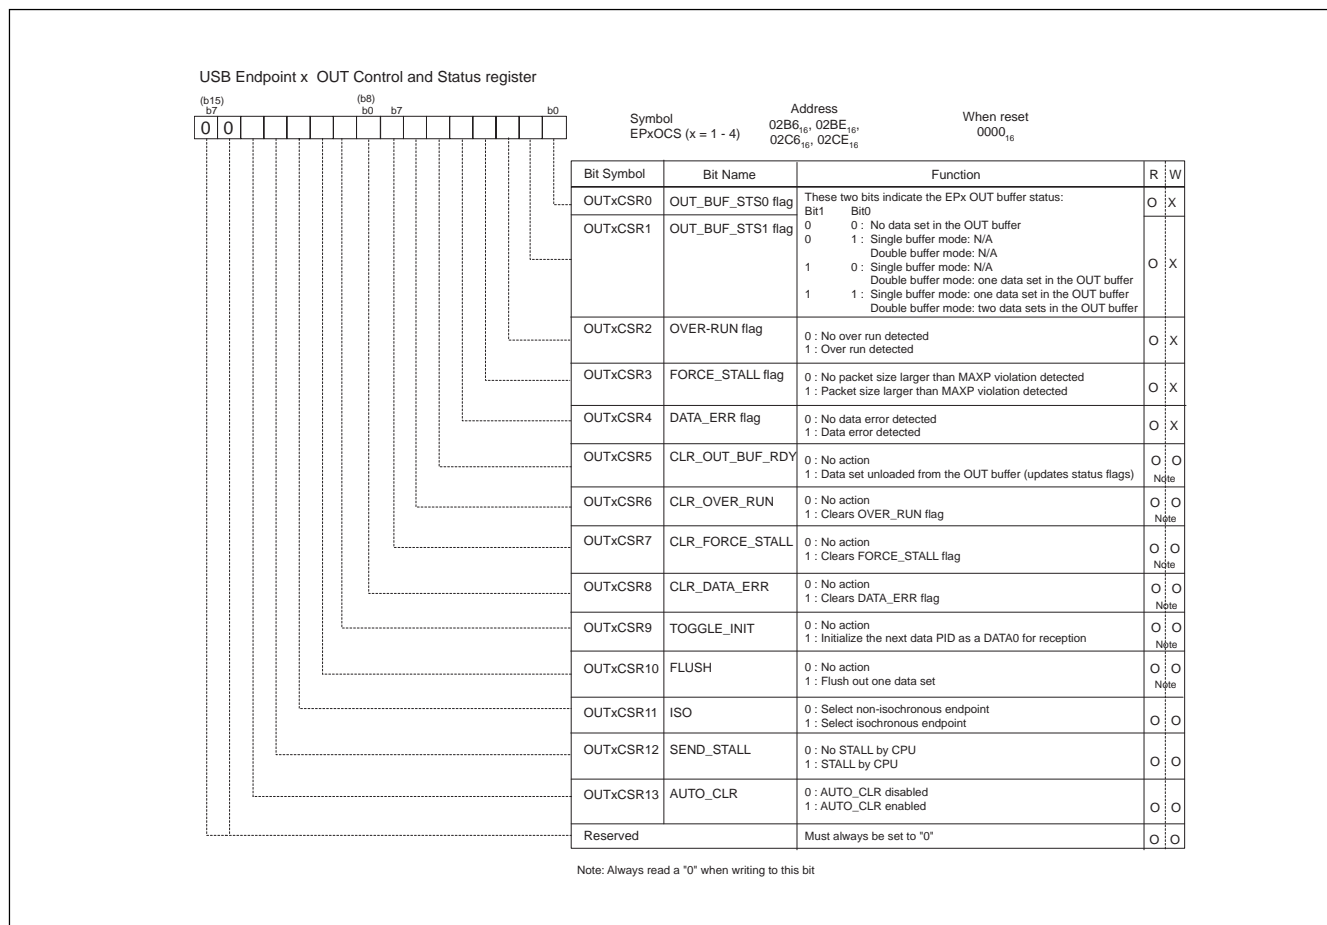 USB Endpoint x OUT Control and Status register
(b15) (b8)
b7 b0 b7 b0
0 0
Symbol Address When reset
EPxOCS (x = 1 - 4) 02B6₁₆, 02BE₁₆, 0000₁₆
02C6₁₆, 02CE₁₆
Bit Symbol Bit Name Function R W
OUTxCSR0 OUT_BUF_STS0 flag These two bits indicate the EPx OUT buffer status: O X
Bit1 Bit0
0 0 : No data set in the OUT buffer
OUTxCSR1 OUT_BUF_STS1 flag 0 1 : Single buffer mode: N/A O X
Double buffer mode: N/A
1 0 : Single buffer mode: N/A
Double buffer mode: one data set in the OUT buffer
1 1 : Single buffer mode: one data set in the OUT buffer
Double buffer mode: two data sets in the OUT buffer
OUTxCSR2 OVER-RUN flag 0 : No over run detected O X
1 : Over run detected
OUTxCSR3 FORCE_STALL flag 0 : No packet size larger than MAXP violation detected O X
1 : Packet size larger than MAXP violation detected
OUTxCSR4 DATA_ERR flag 0 : No data error detected O X
1 : Data error detected
OUTxCSR5 CLR_OUT_BUF_RDY 0 : No action O O
1 : Data set unloaded from the OUT buffer (updates status flags) Note
OUTxCSR6 CLR_OVER_RUN 0 : No action O O
1 : Clears OVER_RUN flag Note
OUTxCSR7 CLR_FORCE_STALL 0 : No action O O
1 : Clears FORCE_STALL flag Note
OUTxCSR8 CLR_DATA_ERR 0 : No action O O
1 : Clears DATA_ERR flag Note
OUTxCSR9 TOGGLE_INIT 0 : No action O O
1 : Initialize the next data PID as a DATA0 for reception Note
OUTxCSR10 FLUSH 0 : No action O O
1 : Flush out one data set Note
OUTxCSR11 ISO 0 : Select non-isochronous endpoint O O
1 : Select isochronous endpoint
OUTxCSR12 SEND_STALL 0 : No STALL by CPU O O
1 : STALL by CPU
OUTxCSR13 AUTO_CLR 0 : AUTO_CLR disabled O O
1 : AUTO_CLR enabled
Reserved Must always be set to "0" O O
Note: Always read a "0" when writing to this bit